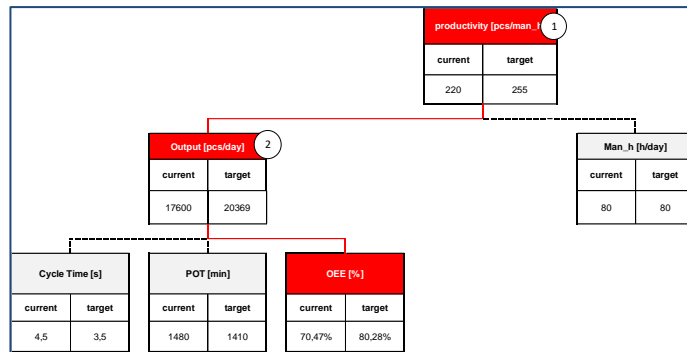 productivity [pcs/man_h
1
current target
220 255
Output [pcs/day]
2
current target
17600 20369
Man_h [h/day]
current target
80 80
Cycle Time [s]
current target
4,5 3,5
POT [min]
current target
1480 1410
OEE [%]
current target
70,47% 80,28%